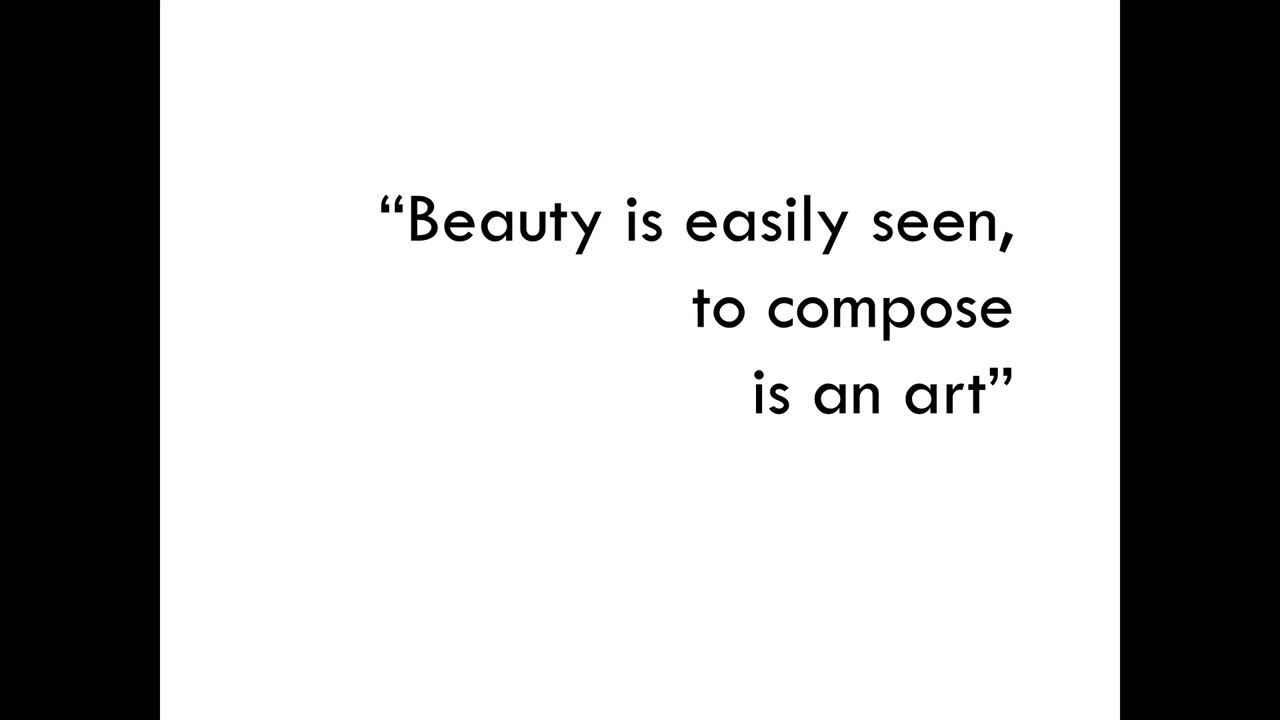 “Beauty is easily seen,
to compose
is an art”